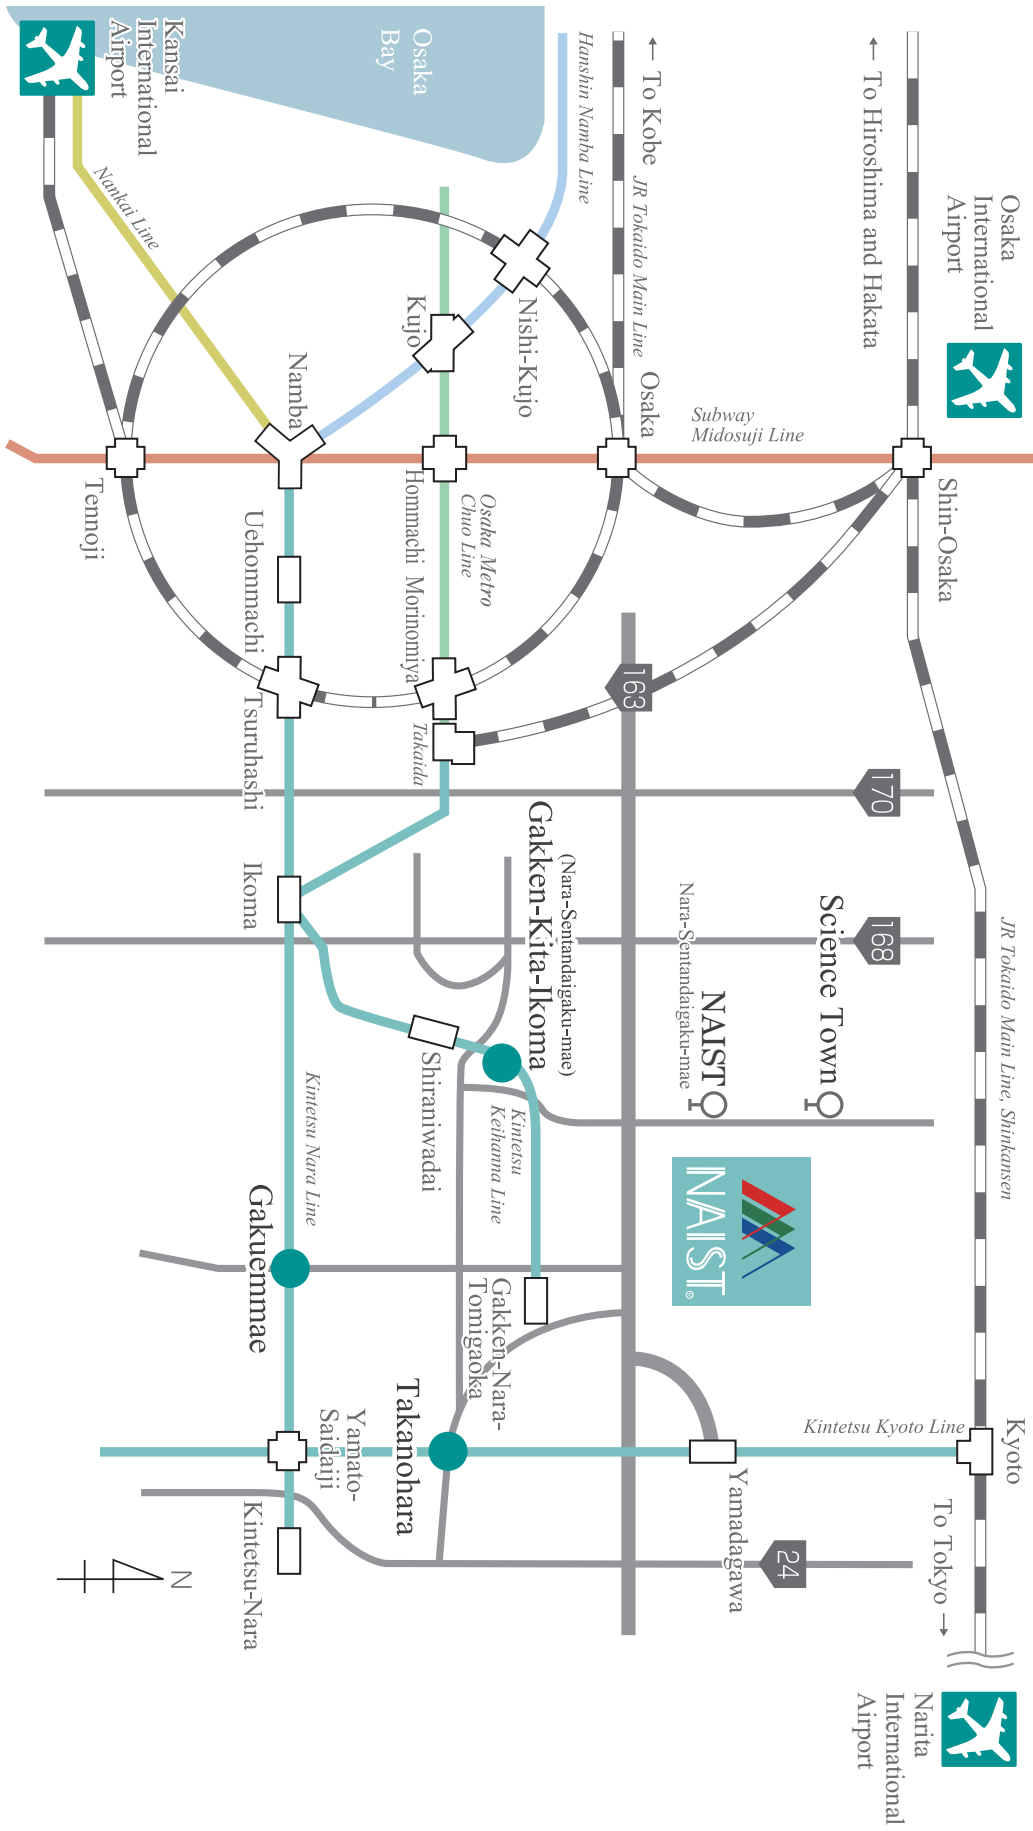 Osaka
International
Airport
Shin-Osaka
JR Tokaido Main Line, Shinkansen
Kyoto
To Tokyo →
Narita
International
Airport
← To Hiroshima and Hakata
170
168
Science Town
Kintetsu Kyoto Line
24
Subway
Midosuji Line
NAIST
Nara-Sentandaigaku-mae
NAIST®
Yamadagawa
← To Kobe
JR Tokaido Main Line
Osaka
163
Hanshin Namba Line
Nishi-Kujo
(Nara-Sentandaigaku-mae)
Gakken-Kita-Ikoma
Kintetsu
Keihanna Line
Gakken-Nara-
Tomigaoka
Osaka
Bay
Kujo
Osaka Metro
Chuo Line
Hommachi
Morinomiya
Takaida
Shiraniwadai
Takanohara
Namba
Kintetsu Nara Line
Yamato-
Saidaiji
Uehommachi
Tsuruhashi
Ikoma
Gakuemmae
Kintetsu-Nara
Kansai
International
Airport
Nankai Line
Tennoji
N